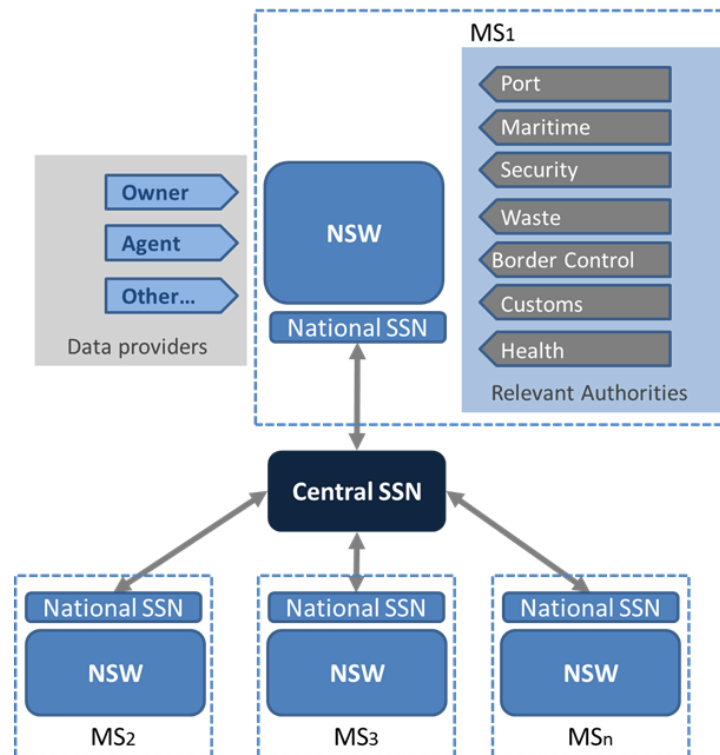 MS1
Port
Maritime
Security
Waste
Border Control
Customs
Health
Relevant Authorities
Owner
Agent
Other...
Data providers
NSW
National SSN
Central SSN
National SSN
NSW
MS2
National SSN
NSW
MS3
National SSN
NSW
MSn